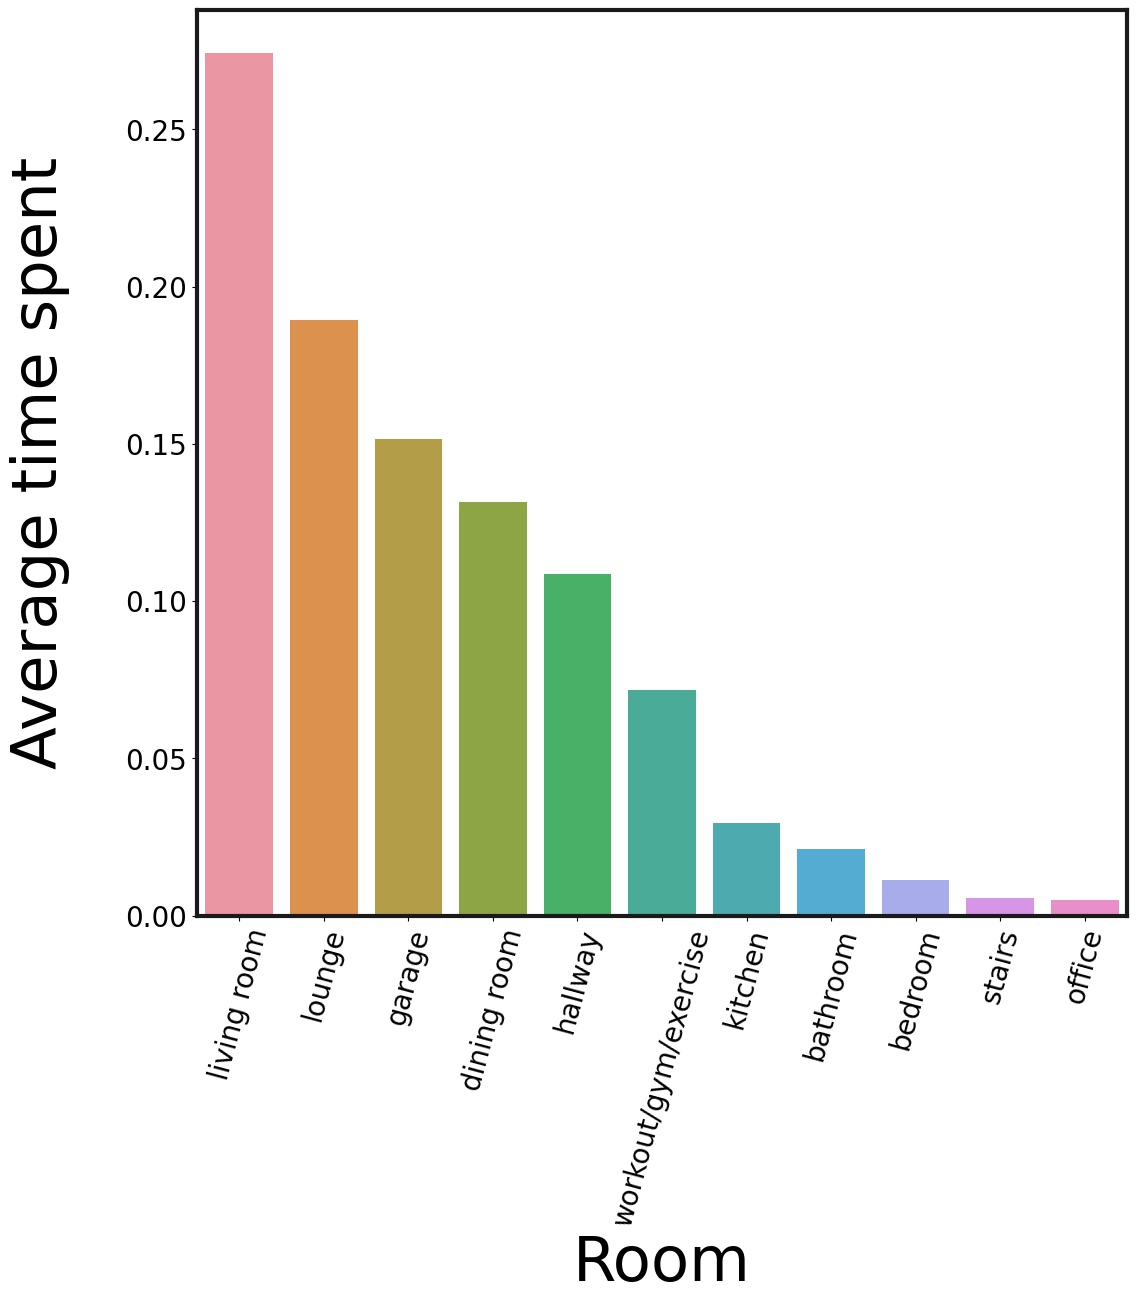 Average time spent
0.25
0.20
0.15
0.10
0.05
0.00
living room
lounge
garage
dining room
hallway
workout/gym/exercise
kitchen
bathroom
bedroom
stairs
office
Room